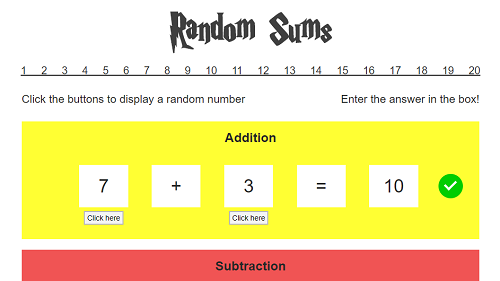 Random Sums
1 2 3 4 5 6 7 8 9 10 11 12 13 14 15 16 17 18 19 20
Click the buttons to display a random number Enter the answer in the box!
Addition
7 + 3 = 10
Click here Click here
Subtraction